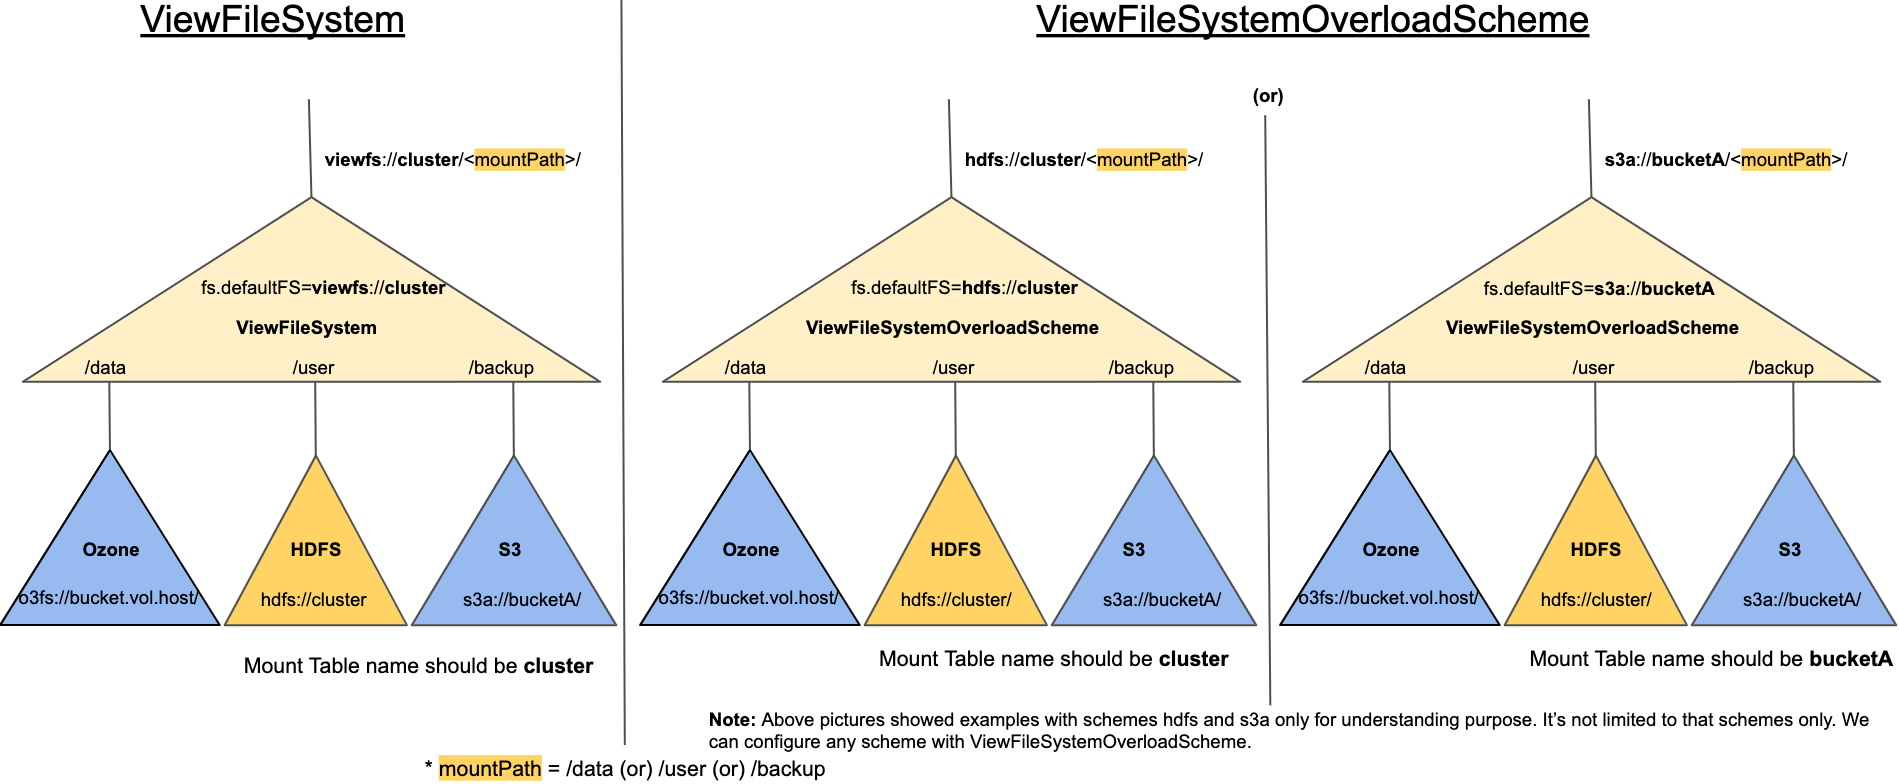 ViewFileSystem
viewfs://cluster/<mountPath>/
fs.defaultFS=viewfs://cluster
ViewFileSystem
/data /user /backup
Ozone HDFS S3
o3fs://bucket.vol.host/ hdfs://cluster s3a://bucketA/
Mount Table name should be cluster
ViewFileSystemOverloadScheme
hdfs://cluster/<mountPath>/
fs.defaultFS=hdfs://cluster
ViewFileSystemOverloadScheme
/data /user /backup
Ozone HDFS S3
o3fs://bucket.vol.host/ hdfs://cluster/ s3a://bucketA/
Mount Table name should be cluster
(or)
s3a://bucketA/<mountPath>/
fs.defaultFS=s3a://bucketA
ViewFileSystemOverloadScheme
/data /user /backup
Ozone HDFS S3
o3fs://bucket.vol.host/ hdfs://cluster/ s3a://bucketA/
Mount Table name should be bucketA
Note: Above pictures showed examples with schemes hdfs and s3a only for understanding purpose. It’s not limited to that schemes only. We
can configure any scheme with ViewFileSystemOverloadScheme.
* mountPath = /data (or) /user (or) /backup